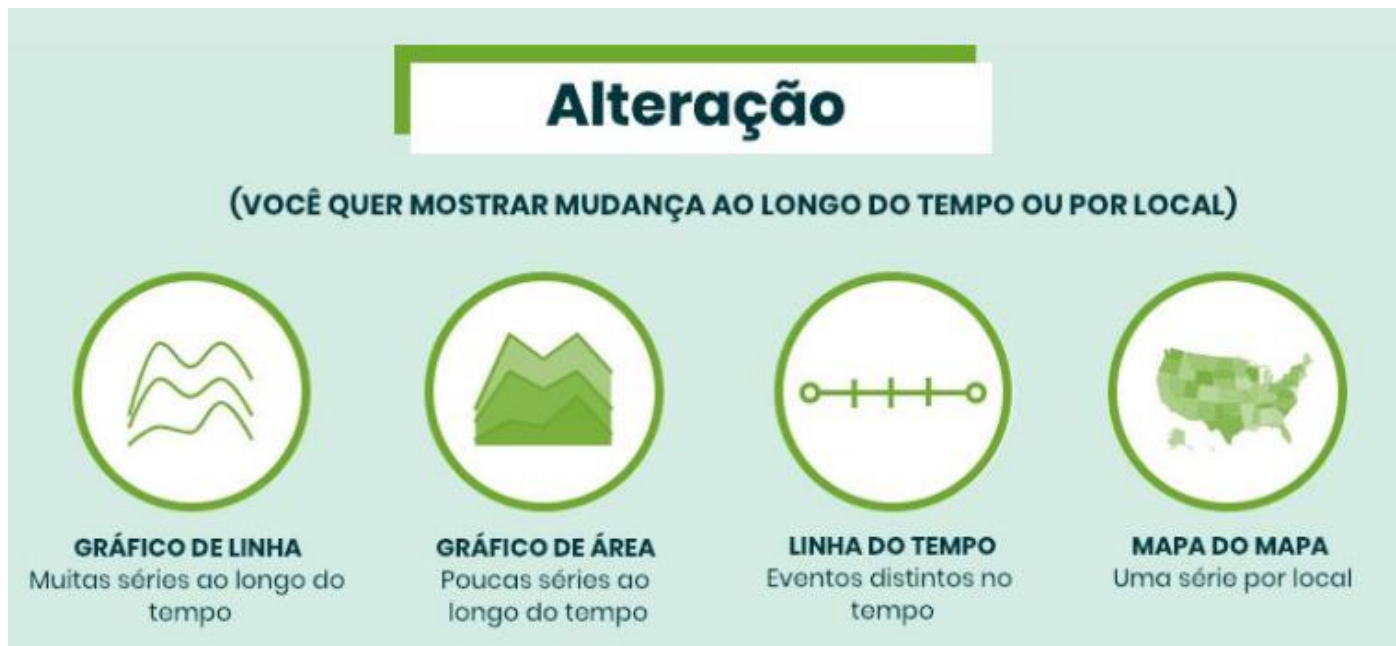 Alteração
(VOCÊ QUER MOSTRAR MUDANÇA AO LONGO DO TEMPO OU POR LOCAL)
GRÁFICO DE LINHA
Muitas séries ao longo do
tempo
GRÁFICO DE ÁREA
Poucas séries ao
longo do tempo
LINHA DO TEMPO
Eventos distintos no
tempo
MAPA DO MAPA
Uma série por local